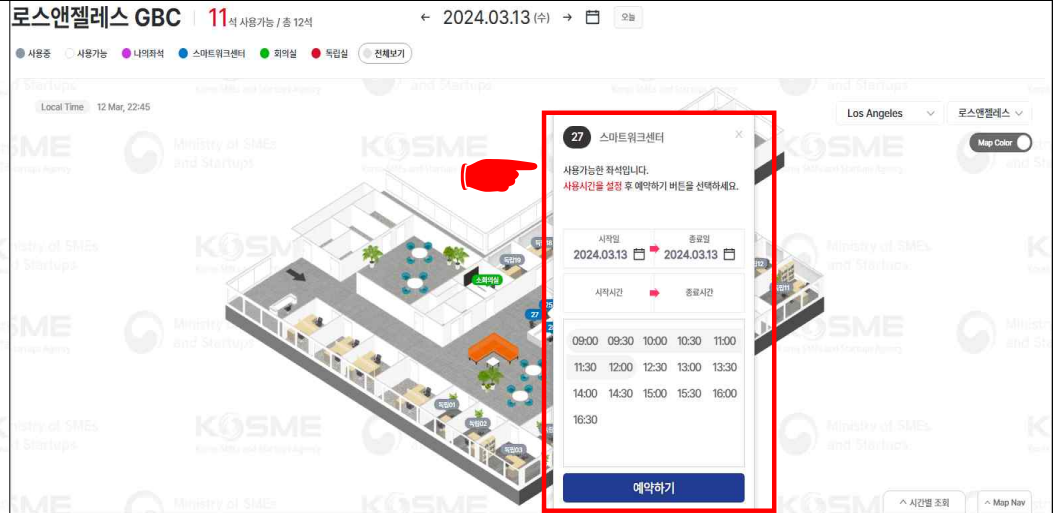 로스앤젤레스 GBC 11석 사용가능 / 총 12석 ← 2024.03.13 (수) → 오늘
사용중 사용가능 나의좌석 스마트워크센터 회의실 독립실 전체보기
Local Time 12 Mar, 22:45
Los Angeles 로스앤젤레스
Map Color
27 스마트워크센터 ×
사용가능한 좌석입니다.
사용시간을 설정 후 예약하기 버튼을 선택하세요.
시작일 종료일
2024.03.13 2024.03.13
시작시간 종료시간
09:00 09:30 10:00 10:30 11:00
11:30 12:00 12:30 13:00 13:30
14:00 14:30 15:00 15:30 16:00
16:30
예약하기
독립19
소회의실
27
독립11
독립01
독립02
독립03
시간별 조회 Map Nav
KOSME
Ministry of SMEs
and Startups